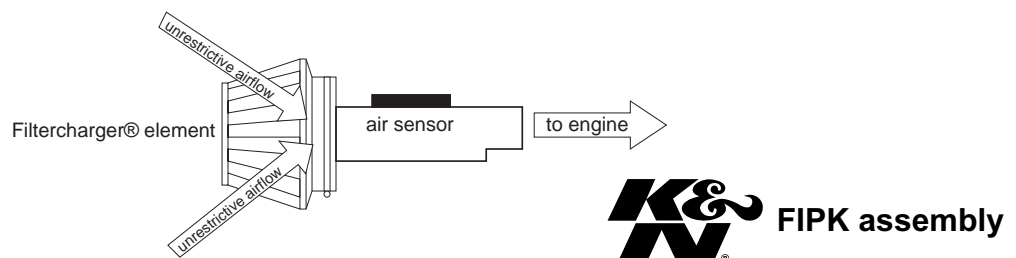 unrestrictive airflow
Filtercharger® element
air sensor
to engine
unrestrictive airflow
K&N® FIPK assembly